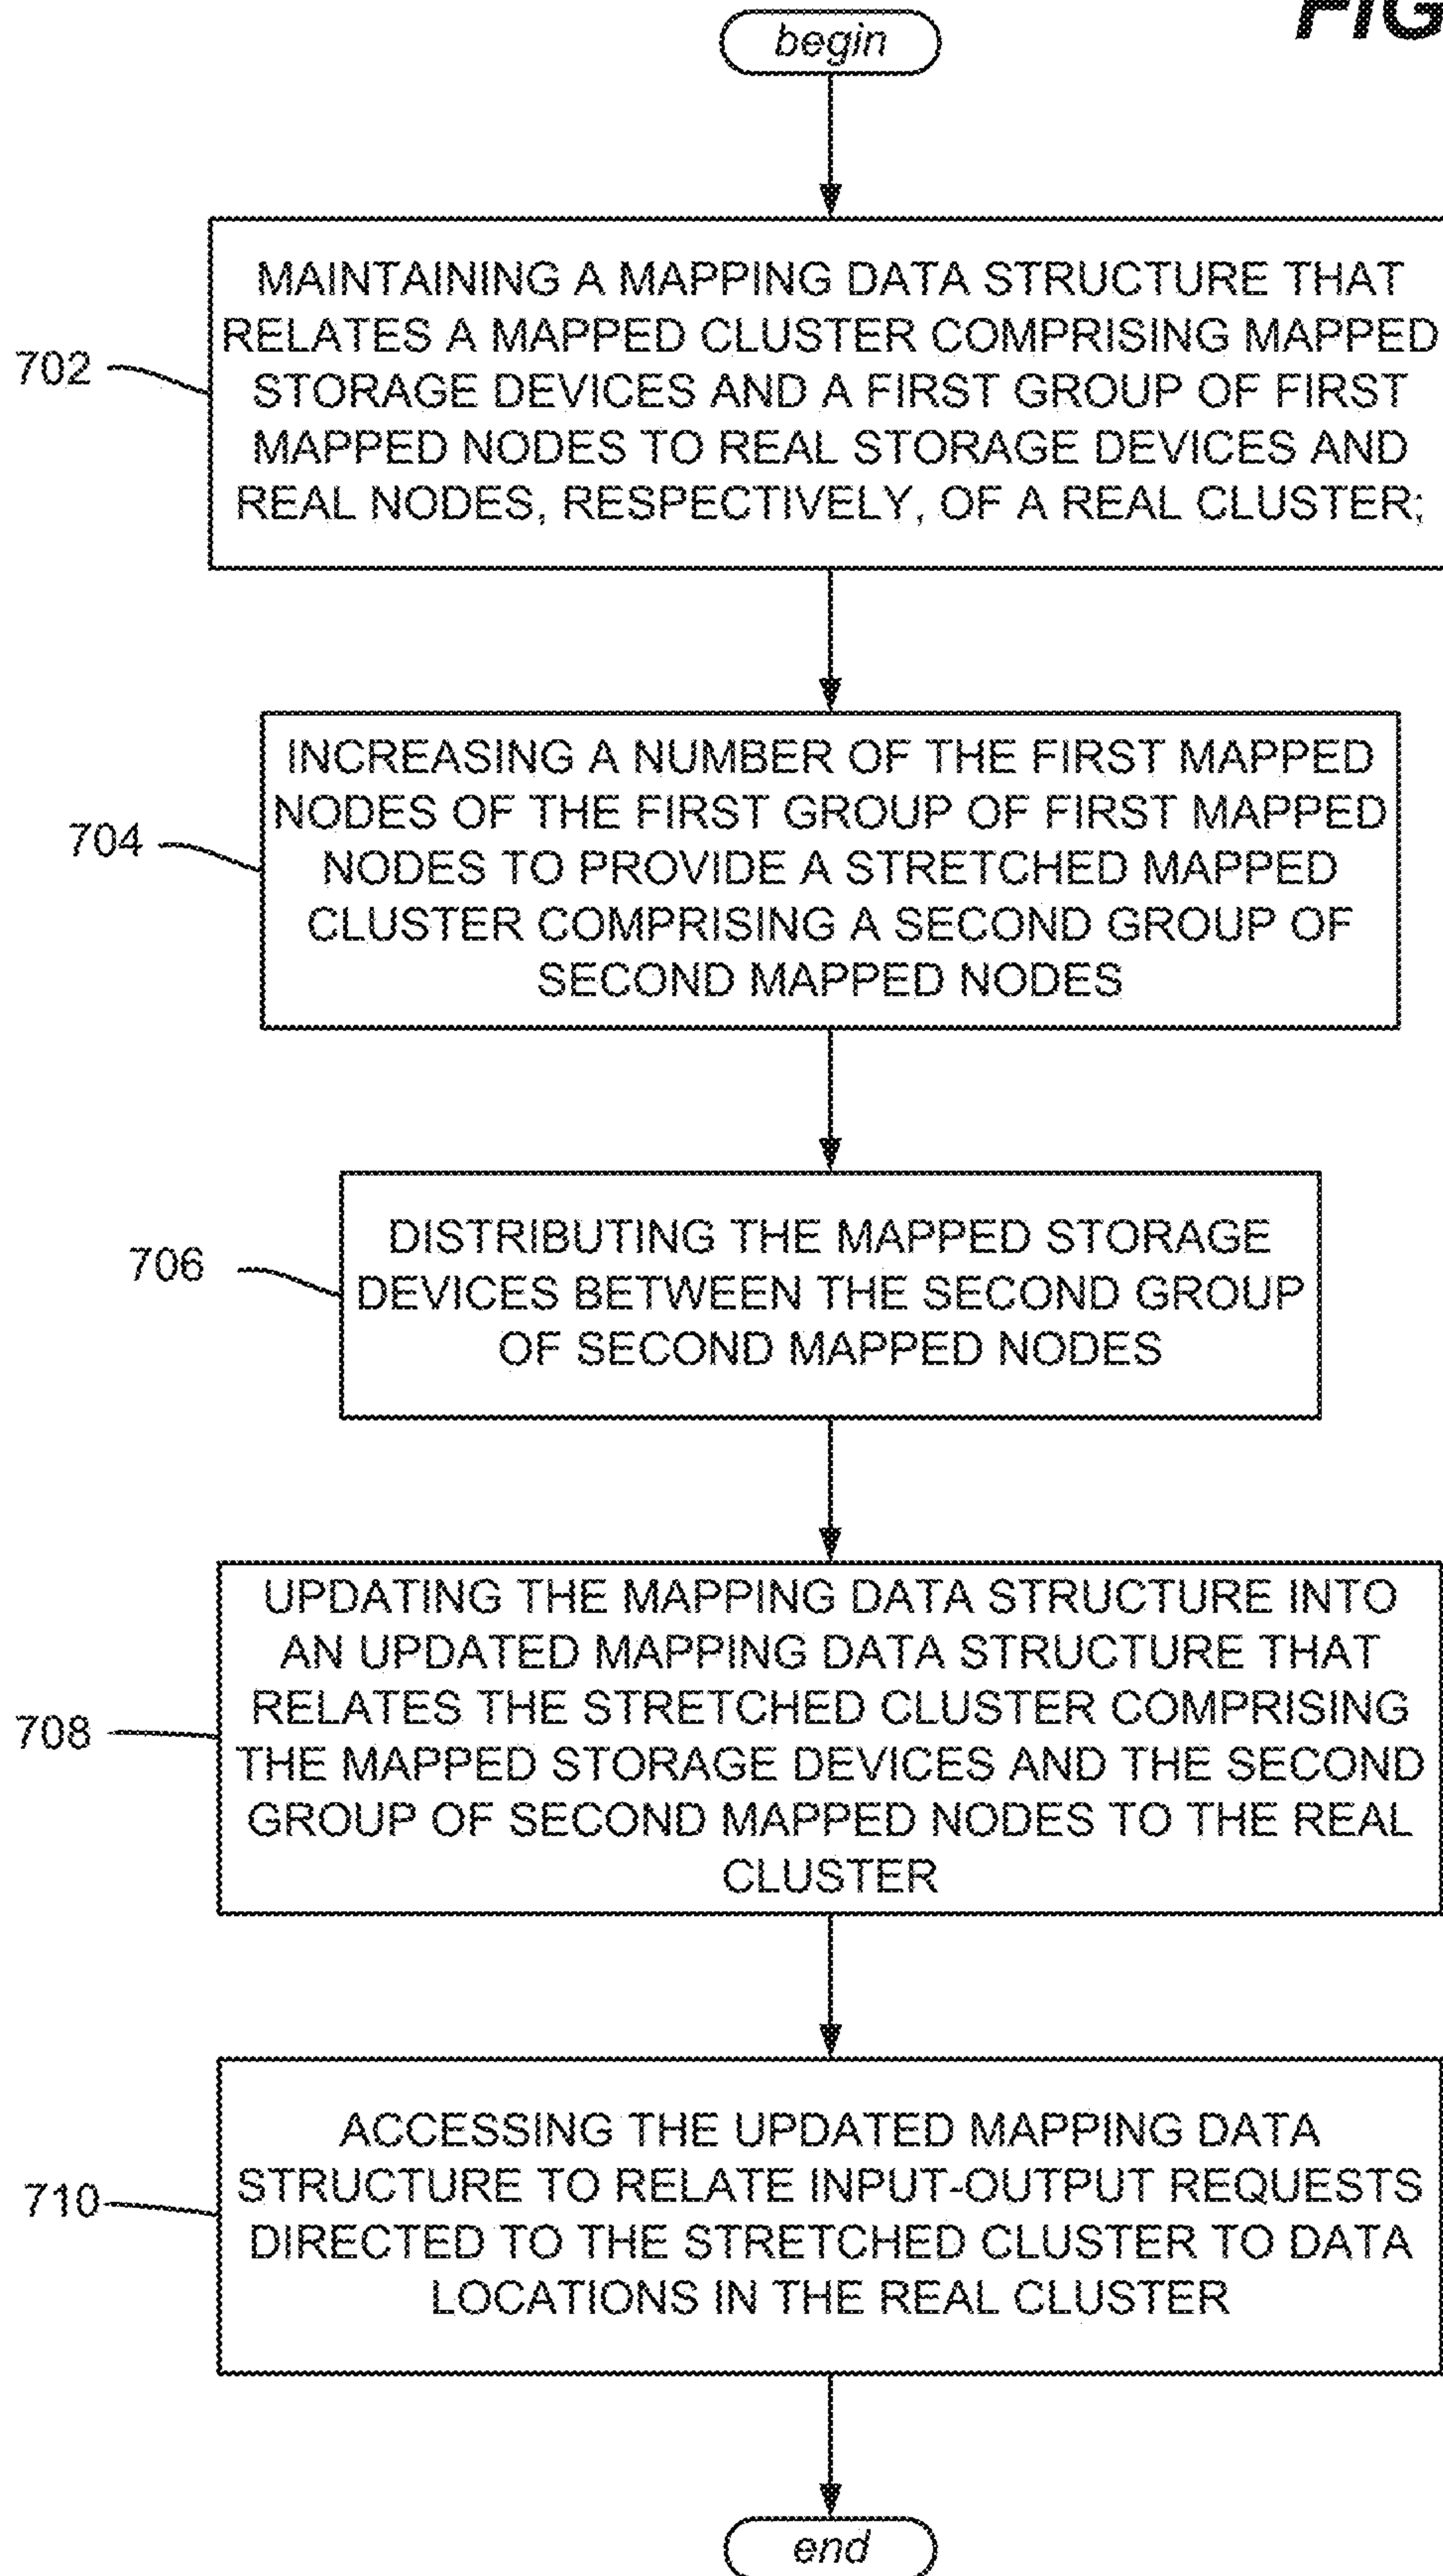 FIG
begin
702
MAINTAINING A MAPPING DATA STRUCTURE THAT
RELATES A MAPPED CLUSTER COMPRISING MAPPED
STORAGE DEVICES AND A FIRST GROUP OF FIRST
MAPPED NODES TO REAL STORAGE DEVICES AND
REAL NODES, RESPECTIVELY, OF A REAL CLUSTER;
704
INCREASING A NUMBER OF THE FIRST MAPPED
NODES OF THE FIRST GROUP OF FIRST MAPPED
NODES TO PROVIDE A STRETCHED MAPPED
CLUSTER COMPRISING A SECOND GROUP OF
SECOND MAPPED NODES
706
DISTRIBUTING THE MAPPED STORAGE
DEVICES BETWEEN THE SECOND GROUP
OF SECOND MAPPED NODES
708
UPDATING THE MAPPING DATA STRUCTURE INTO
AN UPDATED MAPPING DATA STRUCTURE THAT
RELATES THE STRETCHED CLUSTER COMPRISING
THE MAPPED STORAGE DEVICES AND THE SECOND
GROUP OF SECOND MAPPED NODES TO THE REAL
CLUSTER
710
ACCESSING THE UPDATED MAPPING DATA
STRUCTURE TO RELATE INPUT-OUTPUT REQUESTS
DIRECTED TO THE STRETCHED CLUSTER TO DATA
LOCATIONS IN THE REAL CLUSTER
end